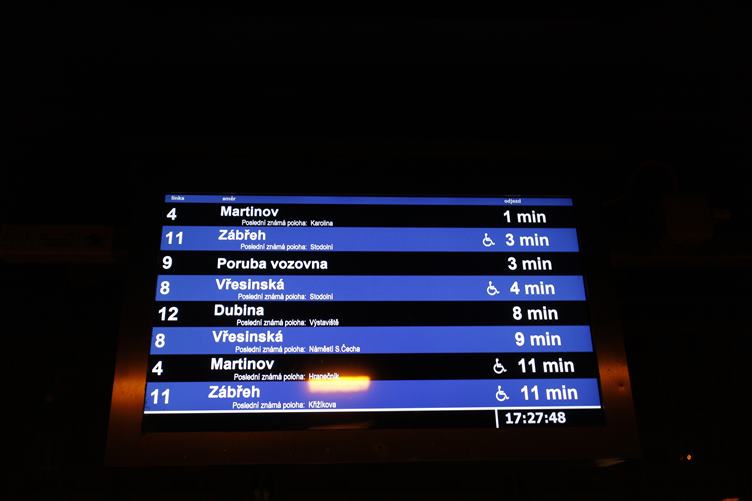 linka směr odjezd
4 Martinov 1 min
Poslední známá poloha: Karolina
11 Zábřeh 3 min
Poslední známá poloha: Stodolní
9 Poruba vozovna 3 min
8 Vřesinská 4 min
Poslední známá poloha: Stodolní
12 Dubina 8 min
Poslední známá poloha: Výstaviště
8 Vřesinská 9 min
Poslední známá poloha: Náměstí S.Čecha
4 Martinov 11 min
Poslední známá poloha: Hranečník
11 Zábřeh 11 min
Poslední známá poloha: Křižíkova
17:27:48